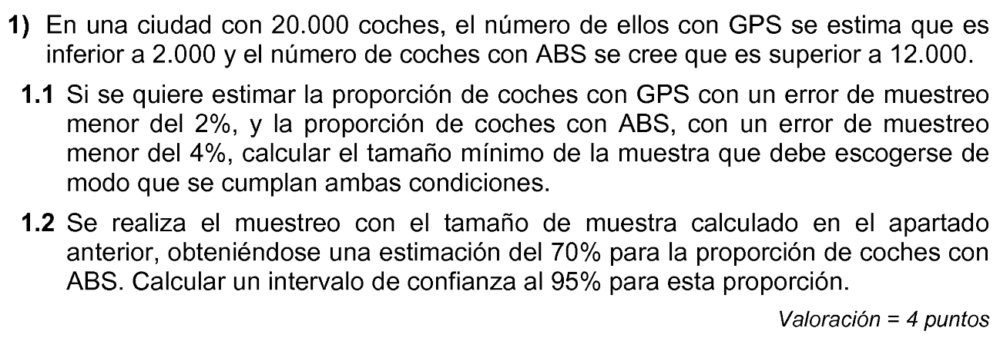 1) En una ciudad con 20.000 coches, el número de ellos con GPS se estima que es
inferior a 2.000 y el número de coches con ABS se cree que es superior a 12.000.
1.1 Si se quiere estimar la proporción de coches con GPS con un error de muestreo
menor del 2%, y la proporción de coches con ABS, con un error de muestreo
menor del 4%, calcular el tamaño mínimo de la muestra que debe escogerse de
modo que se cumplan ambas condiciones.
1.2 Se realiza el muestreo con el tamaño de muestra calculado en el apartado
anterior, obteniéndose una estimación del 70% para la proporción de coches con
ABS. Calcular un intervalo de confianza al 95% para esta proporción.
Valoración = 4 puntos